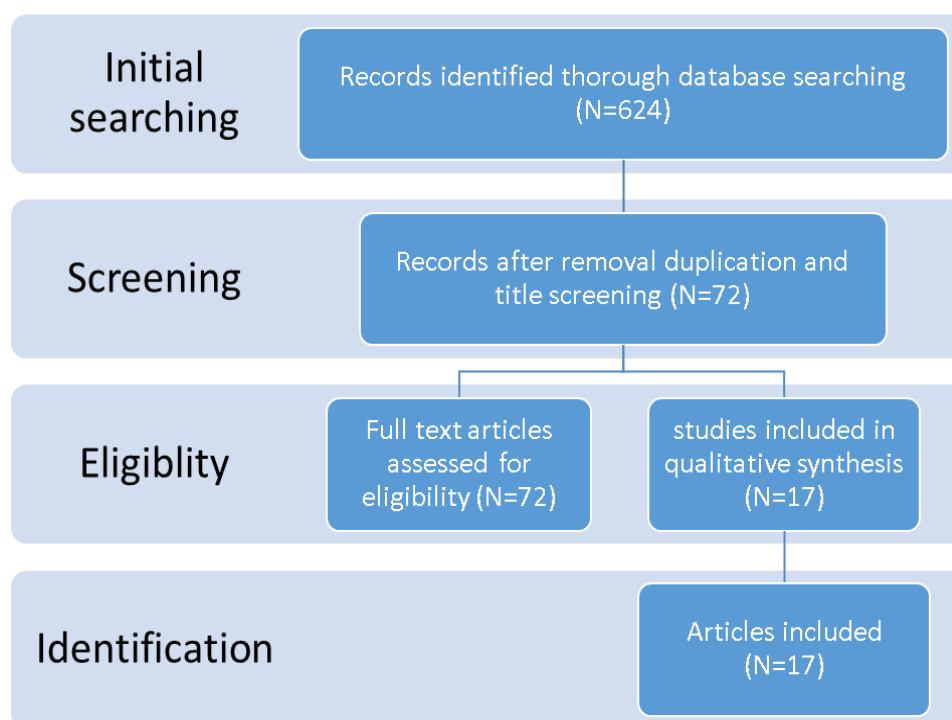 Initial
searching
Records identified thorough database searching
(N=624)
Screening
Records after removal duplication and
title screening (N=72)
Eligiblity
Full text articles
assessed for
eligibility (N=72)
studies included in
qualitative synthesis
(N=17)
Identification
Articles included
(N=17)